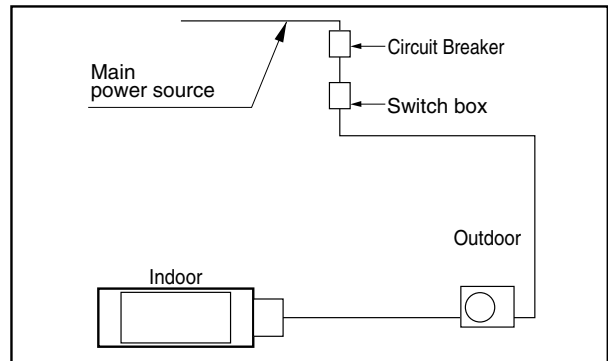 Circuit Breaker
Main
power source
Switch box
Outdoor
Indoor